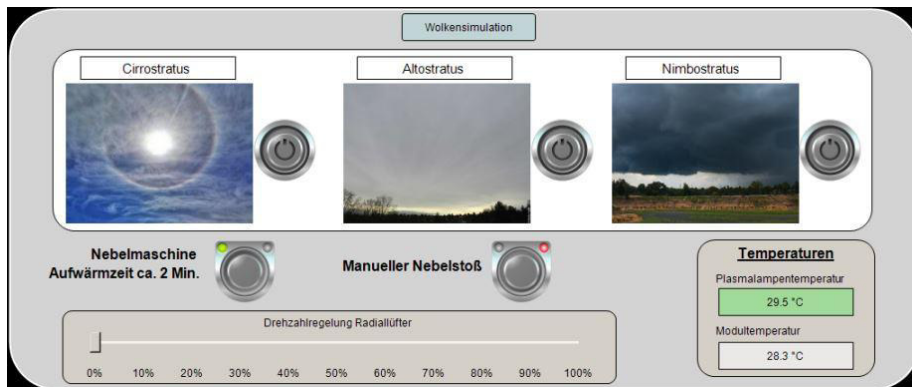 Wolkensimulation
Cirrostratus
Altostratus
Nimbostratus
Nebelmaschine
Aufwärmzeit ca. 2 Min.
Manueller Nebelstoß
Temperaturen
Plasmalampentemperatur
29.5 °C
Modultemperatur
28.3 °C
Drehzahlregelung Radiallüfter
0% 10% 20% 30% 40% 50% 60% 70% 80% 90% 100%